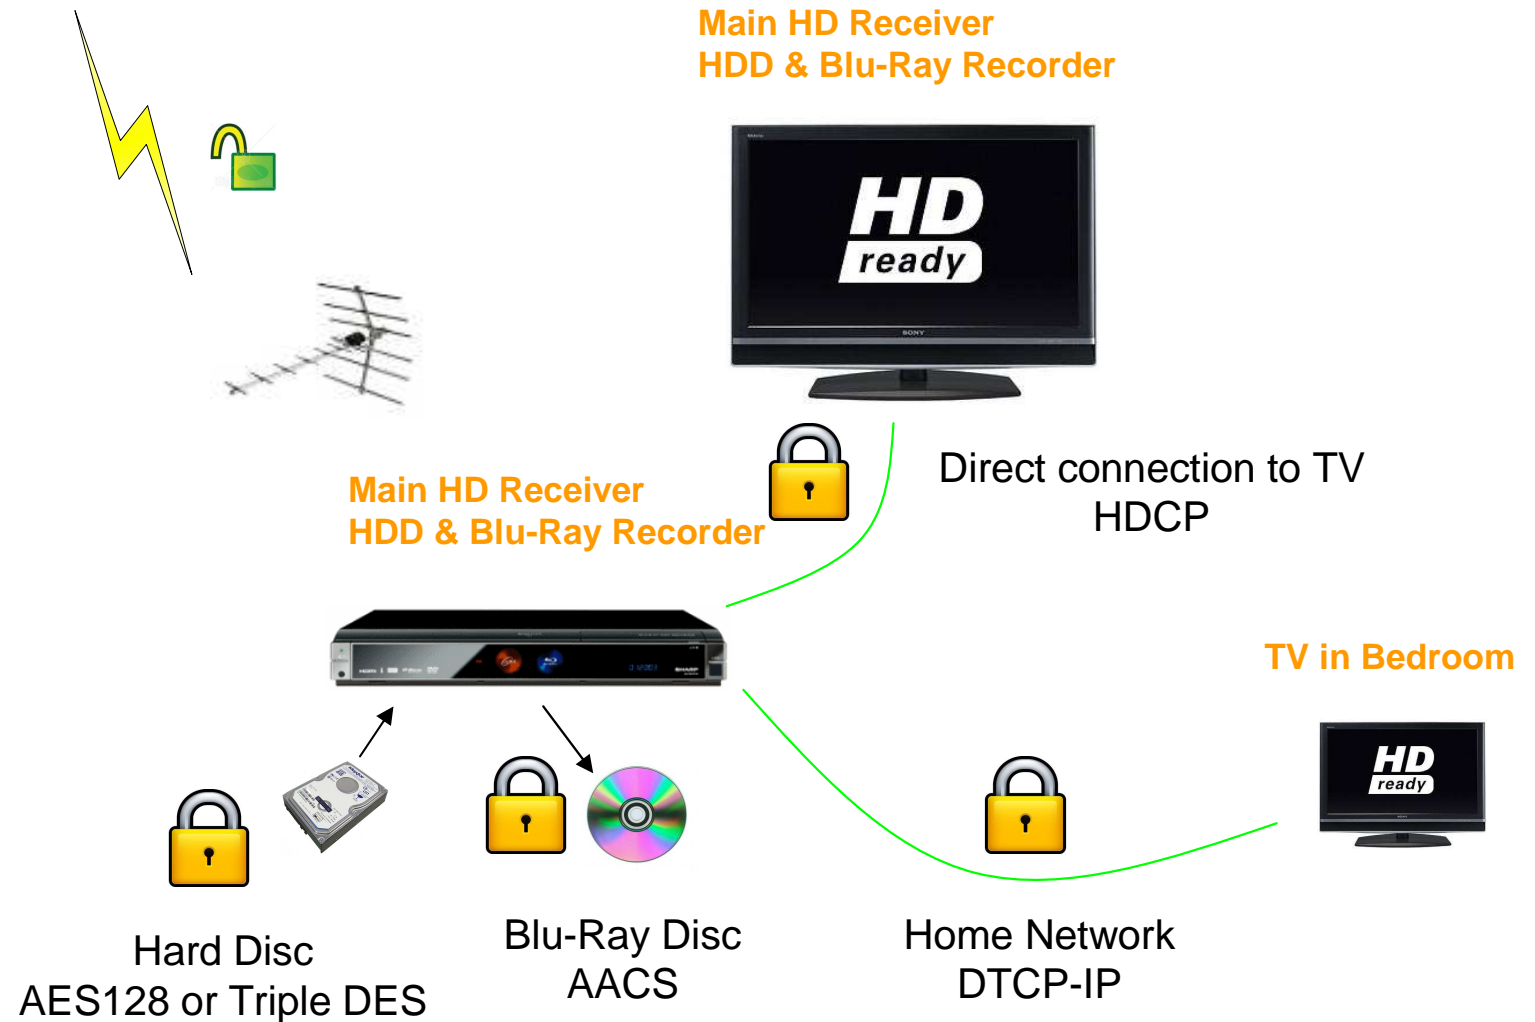 Main HD Receiver
HDD & Blu-Ray Recorder
HD
ready
SONY
Direct connection to TV
HDCP
Main HD Receiver
HDD & Blu-Ray Recorder
SHARP
TV in Bedroom
HD
ready
Hard Disc
AES128 or Triple DES
Blu-Ray Disc
AACS
Home Network
DTCP-IP